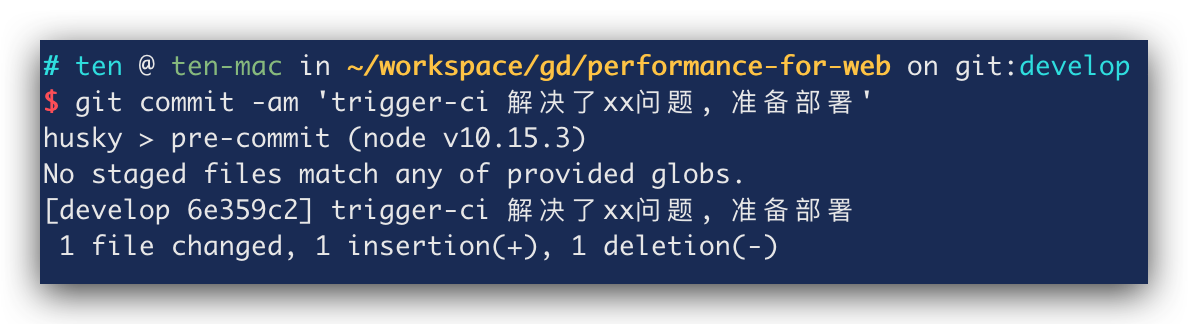 # ten @ ten-mac in ~/workspace/gd/performance-for-web on git:develop
$ git commit -am 'trigger-ci 解决了xx问题，准备部署'
husky > pre-commit (node v10.15.3)
No staged files match any of provided globs.
[develop 6e359c2] trigger-ci 解决了xx问题，准备部署
 1 file changed, 1 insertion(+), 1 deletion(-)